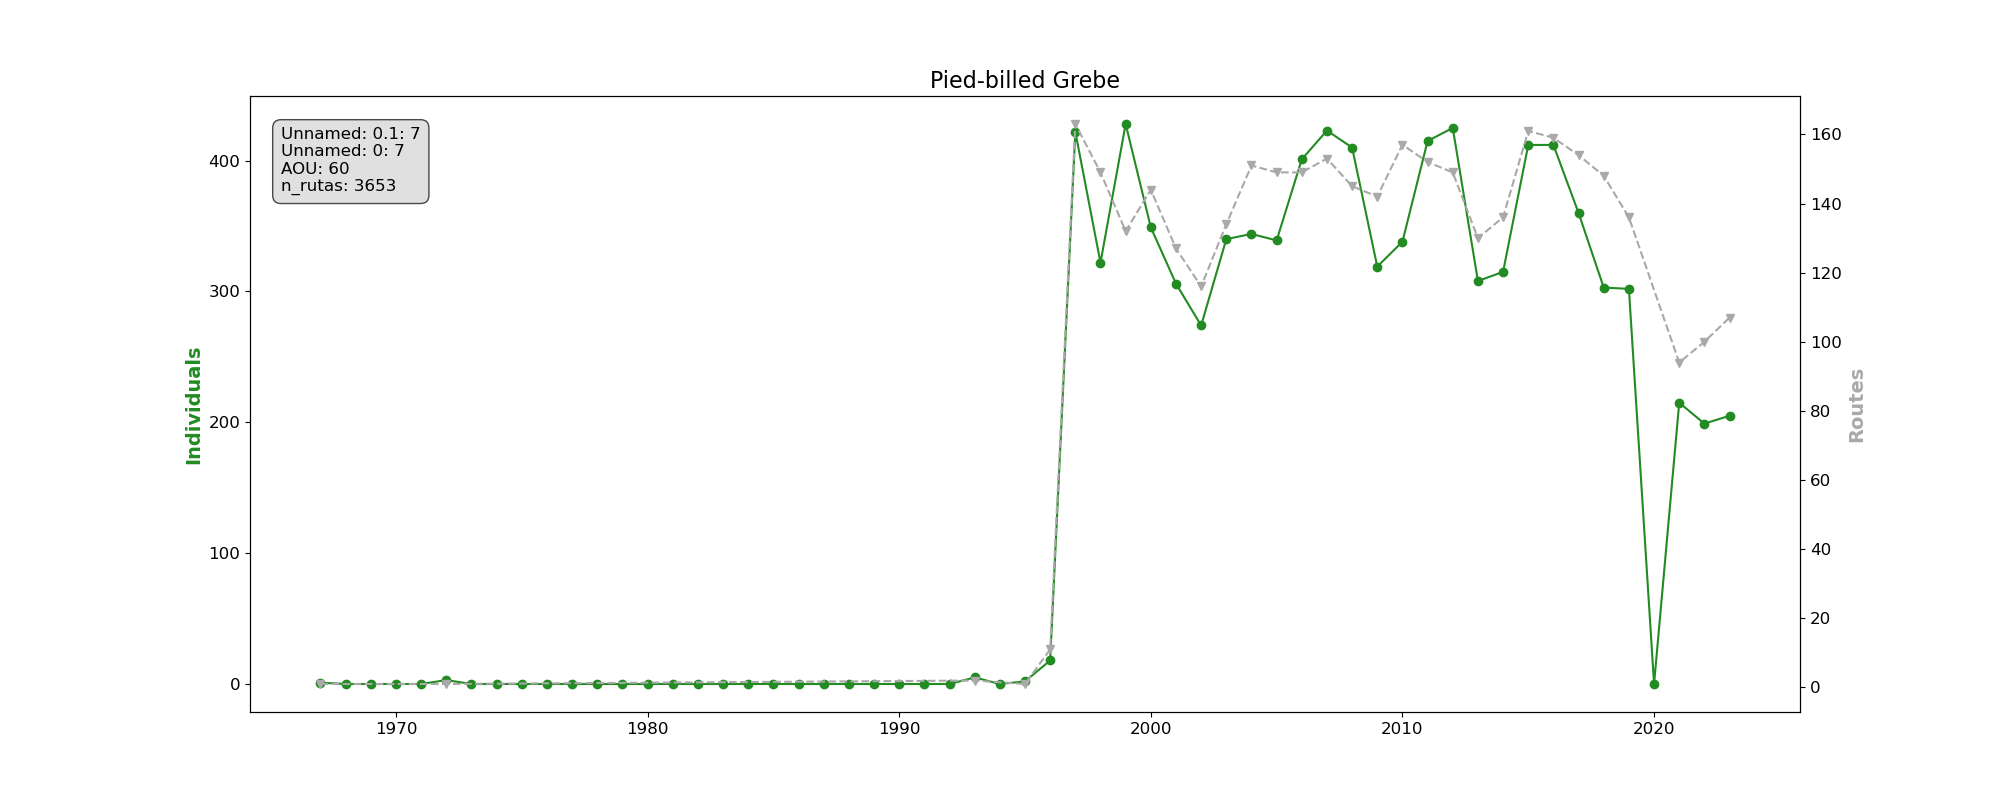 Pied-billed Grebe
Unnamed: 0.1: 7
Unnamed: 0: 7
AOU: 60
n_rutas: 3653
400
300
200
100
0
Individuals
160
140
120
100
80
60
40
20
0
Routes
1970 1980 1990 2000 2010 2020